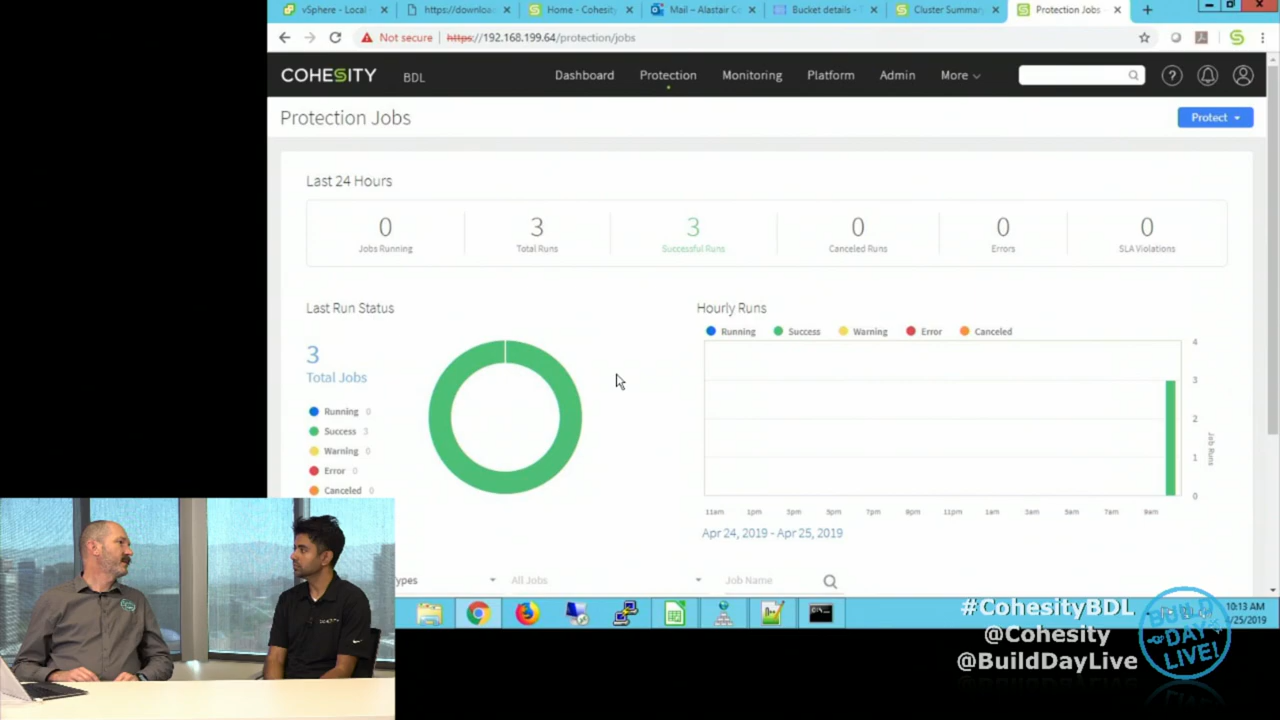 vSphere - Local
https://downloa
Home - Cohesity
Mail – Alastair C
Bucket details -
Cluster Summar
Protection Jobs -
Not secure | https://192.168.199.64/protection/jobs
COHESITY BDL Dashboard Protection Monitoring Platform Admin More
Protection Jobs
Protect
Last 24 Hours
0 3 3 0 0 0
Jobs Running Total Runs Successful Runs Canceled Runs Errors SLA Violations
Last Run Status
3
Total Jobs
Running 0
Success 3
Warning 0
Error 0
Canceled 0
Hourly Runs
Running Success Warning Error Canceled
4
3
2
1
0
Job Runs
11am 1pm 3pm 5pm 7pm 9pm 11pm 1am 3am 5am 7am 9am
Apr 24, 2019 - Apr 25, 2019
ypes All Jobs Job Name
10:13 AM
/25/2019
#CohesityBDL
@Cohesity
@BuildDayLive
BUILD
DAY
LIVE!